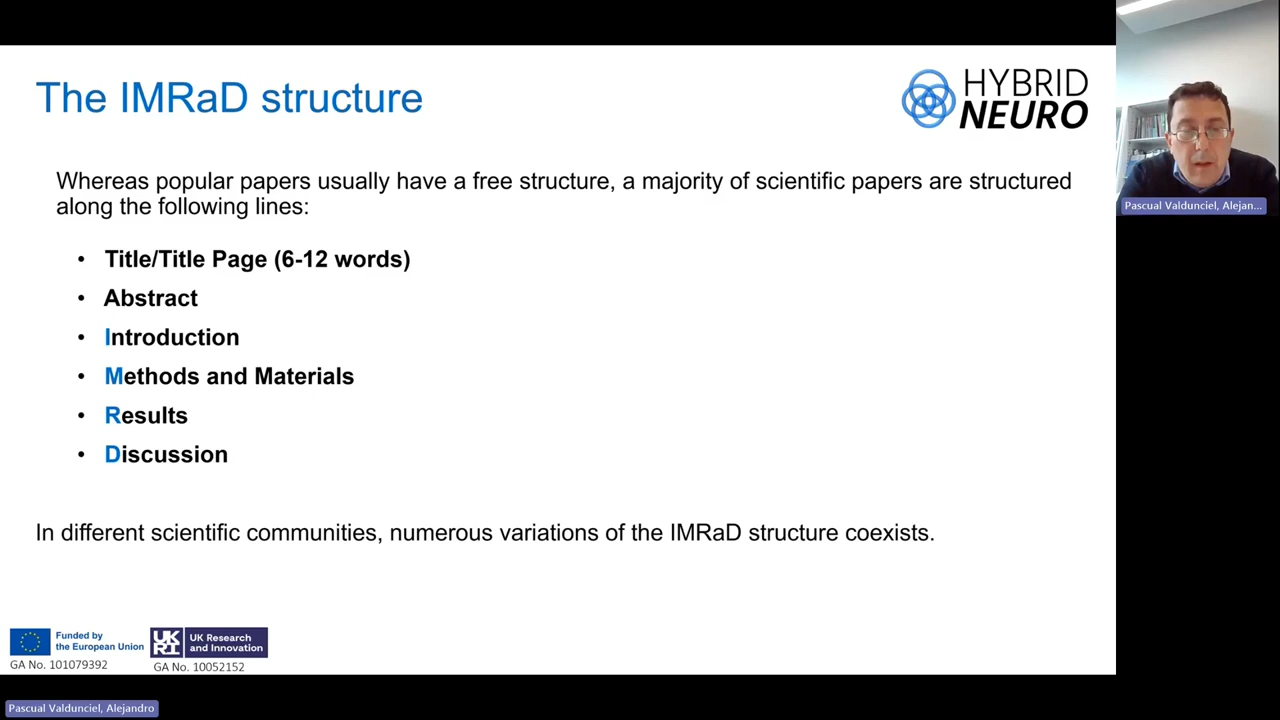 The IMRaD structure
HYBRID
NEURO
Whereas popular papers usually have a free structure, a majority of scientific papers are structured
along the following lines:
• Title/Title Page (6-12 words)
• Abstract
• Introduction
• Methods and Materials
• Results
• Discussion
In different scientific communities, numerous variations of the IMRaD structure coexists.
Funded by
the European Union
GA No. 101079392
UK
RI
UK Research
and Innovation
GA No. 10052152
Pascual Valdunciel, Alejan...
Pascual Valdunciel, Alejandro